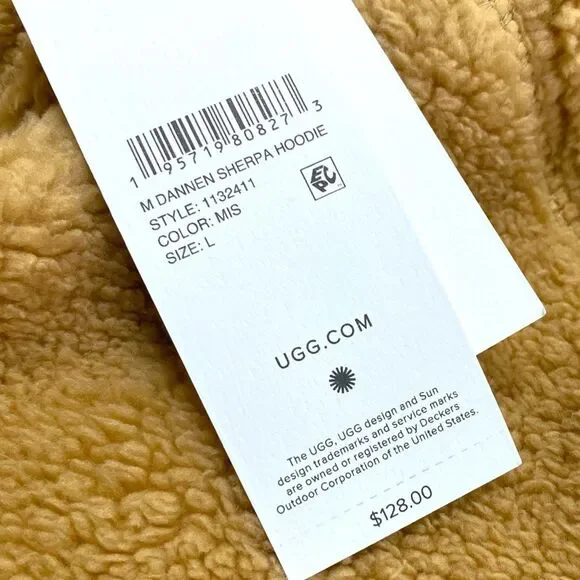 1 95719 80827 3
M DANNEN SHERPA HOODIE
STYLE: 1132411
COLOR: MIS
SIZE: L
EPC
UGG.COM
The UGG, UGG design and Sun
design trademarks and service marks
are owned or registered by Deckers
Outdoor Corporation of the United States.
$128.00